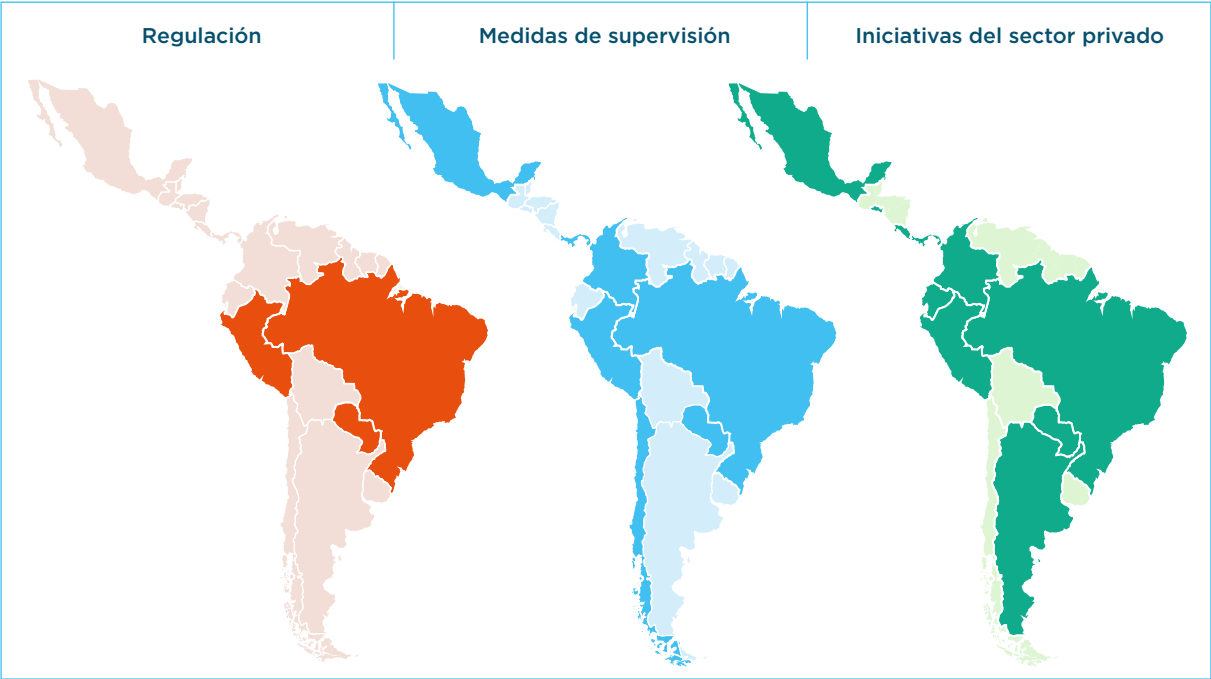 Regulación
Medidas de supervisión
Iniciativas del sector privado